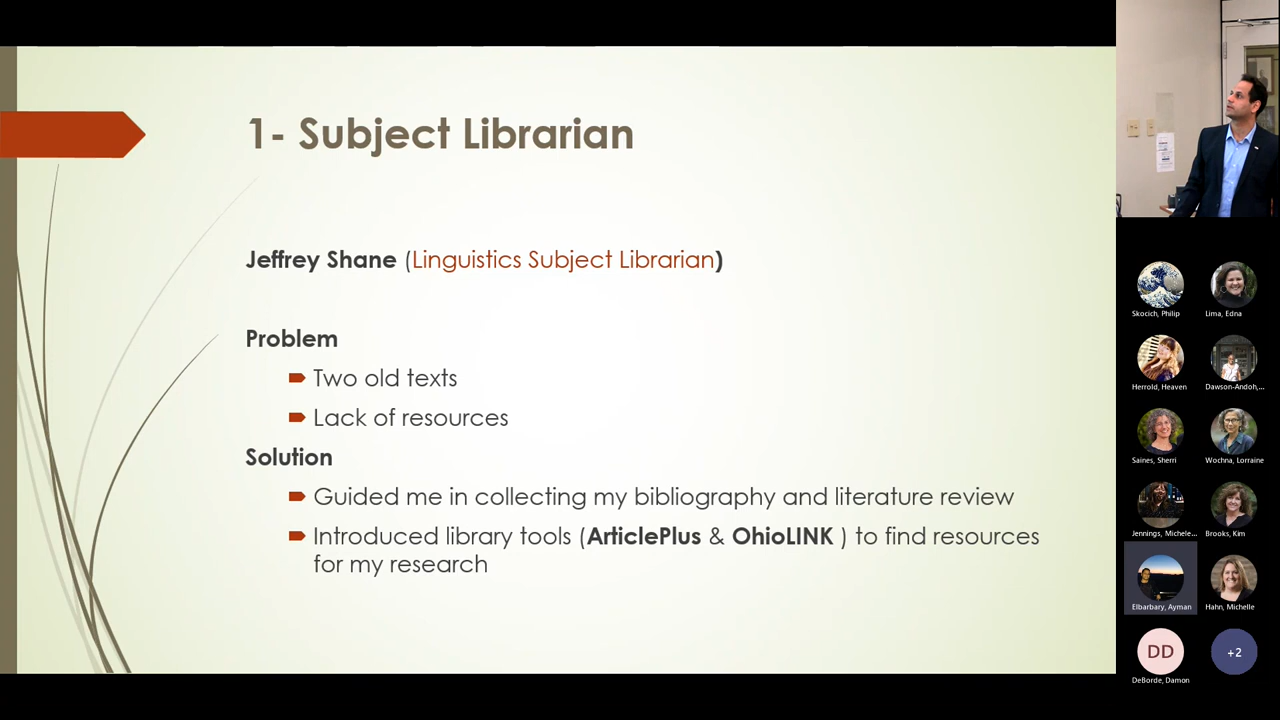 1- Subject Librarian
Jeffrey Shane (Linguistics Subject Librarian)
Problem
Two old texts
Lack of resources
Solution
Guided me in collecting my bibliography and literature review
Introduced library tools (ArticlePlus & OhioLINK ) to find resources
for my research
Skocich, Philip
Lima, Edna
Herrold, Heaven
Dawson-Andoh,...
Saines, Sherri
Wochna, Lorraine
Jennings, Michele...
Brooks, Kim
Elbarbary, Ayman
Hahn, Michelle
DD
+2
DeBorde, Damon